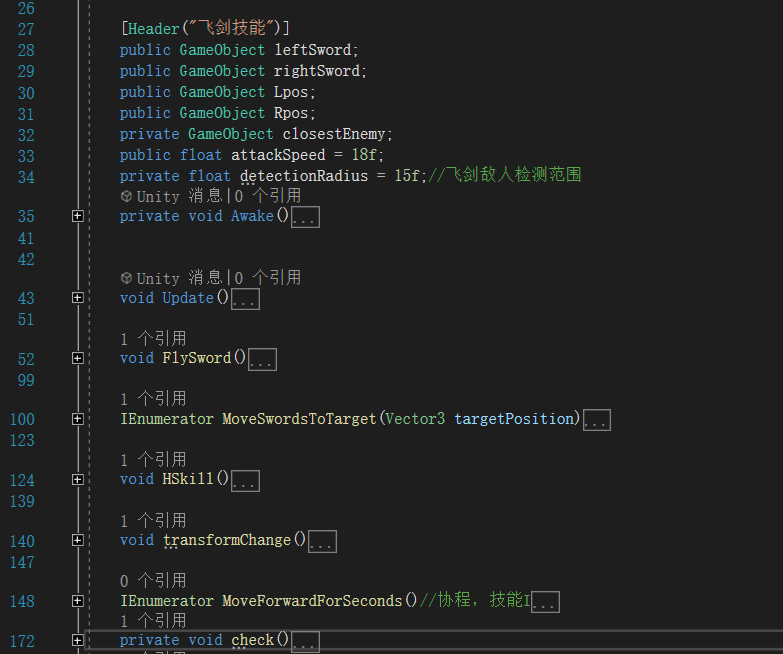 26
27 [Header("飞剑技能")]
28 public GameObject leftSword;
29 public GameObject rightSword;
30 public GameObject Lpos;
31 public GameObject Rpos;
32 private GameObject closestEnemy;
33 public float attackSpeed = 18f;
34 private float detectionRadius = 15f;//飞剑敌人检测范围
Unity 消息|0 个引用
35 private void Awake()...
41
42
Unity 消息|0 个引用
43 void Update()...
51
1 个引用
52 void FlySword()...
99
1 个引用
100 IEnumerator MoveSwordsToTarget(Vector3 targetPosition)...
123
1 个引用
124 void HSkill()...
139
1 个引用
140 void transformChange()...
147
0 个引用
148 IEnumerator MoveForwardForSeconds()//协程，技能I...
1 个引用
172 private void check()...